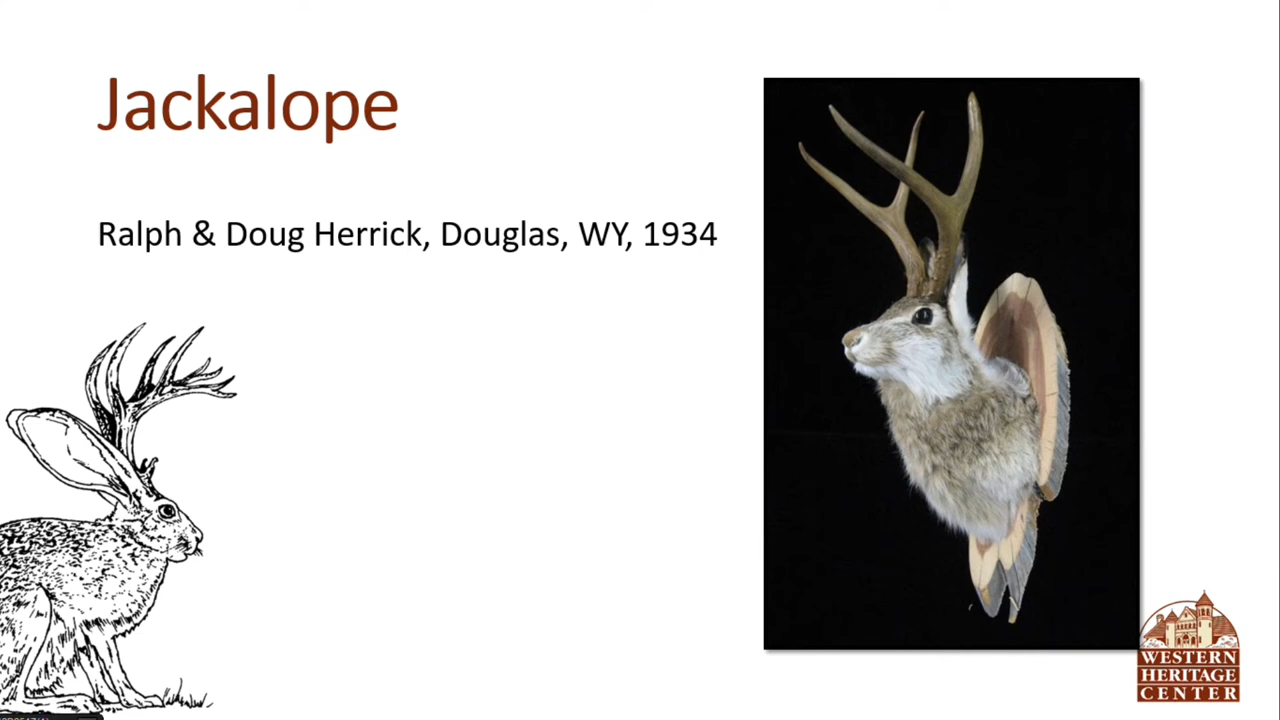 Jackalope
Ralph & Doug Herrick, Douglas, WY, 1934
WESTERN
HERITAGE
CENTER